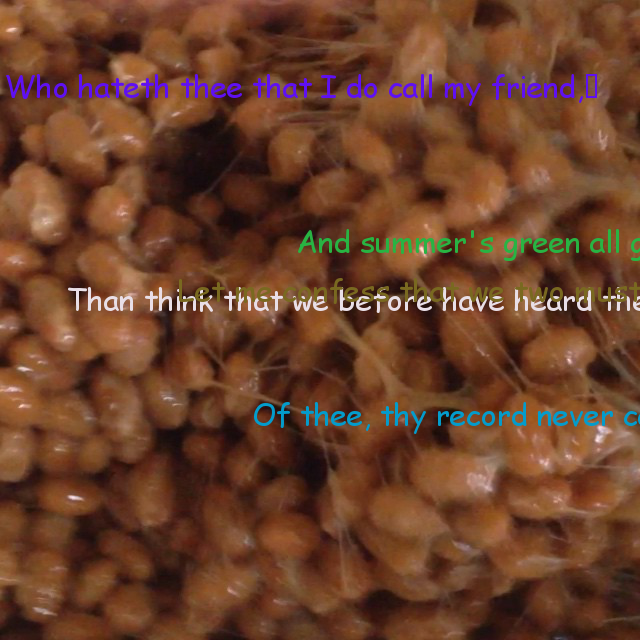 Who hateth thee that I do call my friend,
And summer's green all g
Let me confess that we two must
Than think that we before have heard the
Of thee, thy record never c